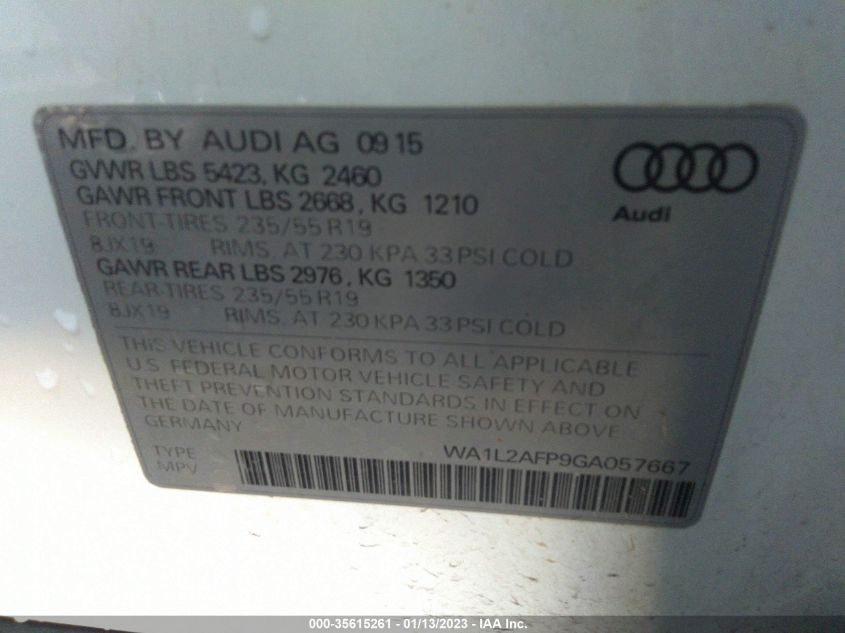 MFD. BY AUDI AG 09 15
GVWR LBS 5423, KG 2460
GAWR FRONT LBS 2668, KG 1210
FRONT-TIRES 235/55 R19
8JX19 RIMS, AT 230 KPA 33 PSI COLD
GAWR REAR LBS 2976, KG 1350
REAR-TIRES 235/55 R19
8JX19 RIMS, AT 230 KPA 33 PSI COLD
Audi
THIS VEHICLE CONFORMS TO ALL APPLICABLE
U.S. FEDERAL MOTOR VEHICLE SAFETY AND
THEFT PREVENTION STANDARDS IN EFFECT ON
THE DATE OF MANUFACTURE SHOWN ABOVE
GERMANY
TYPE WA1L2AFP9GA057667
MPV
000-35615261 - 01/13/2023 - IAA Inc.